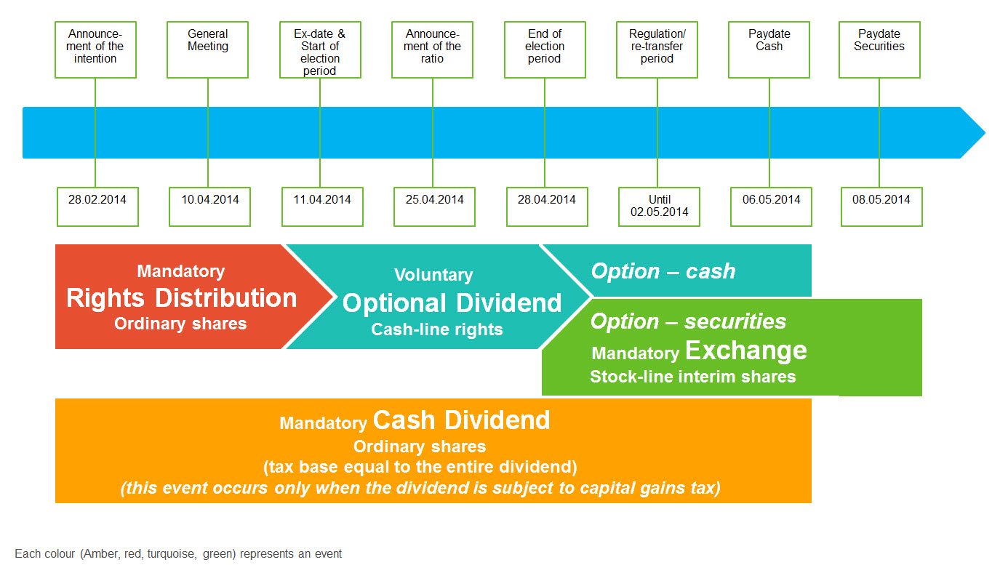 Announce-
ment of the
intention
General
Meeting
Ex-date &
Start of
election
period
Announce-
ment of the
ratio
End of
election
period
Regulation/
re-transfer
period
Paydate
Cash
Paydate
Securities
28.02.2014
10.04.2014
11.04.2014
25.04.2014
28.04.2014
Until
02.05.2014
06.05.2014
08.05.2014
Mandatory
Rights Distribution
Ordinary shares
Voluntary
Optional Dividend
Cash-line rights
Option – cash
Option – securities
Mandatory Exchange
Stock-line interim shares
Mandatory Cash Dividend
Ordinary shares
(tax base equal to the entire dividend)
(this event occurs only when the dividend is subject to capital gains tax)
Each colour (Amber, red, turquoise, green) represents an event